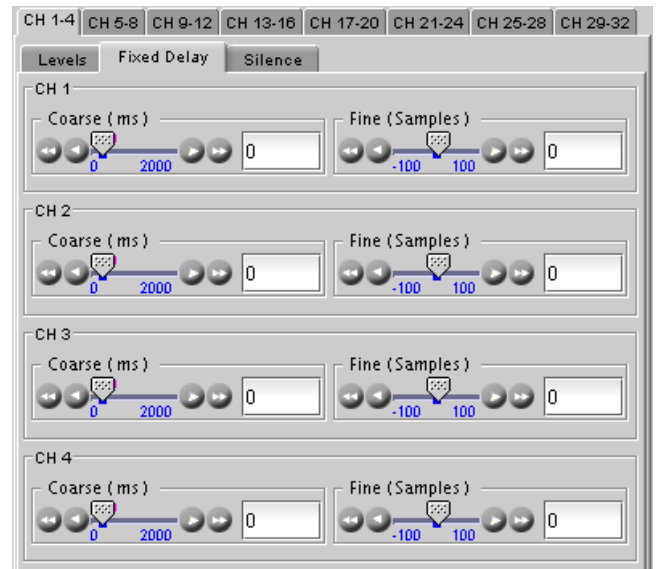 CH 1-4 CH 5-8 CH 9-12 CH 13-16 CH 17-20 CH 21-24 CH 25-28 CH 29-32
Levels Fixed Delay Silence
CH 1
Coarse (ms) Fine (Samples)
0 -100
0 2000 -100 100
CH 2
Coarse (ms) Fine (Samples)
0 0
0 2000 -100 100
CH 3
Coarse (ms) Fine (Samples)
0 0
0 2000 -100 100
CH 4
Coarse (ms) Fine (Samples)
0 0
0 2000 -100 100